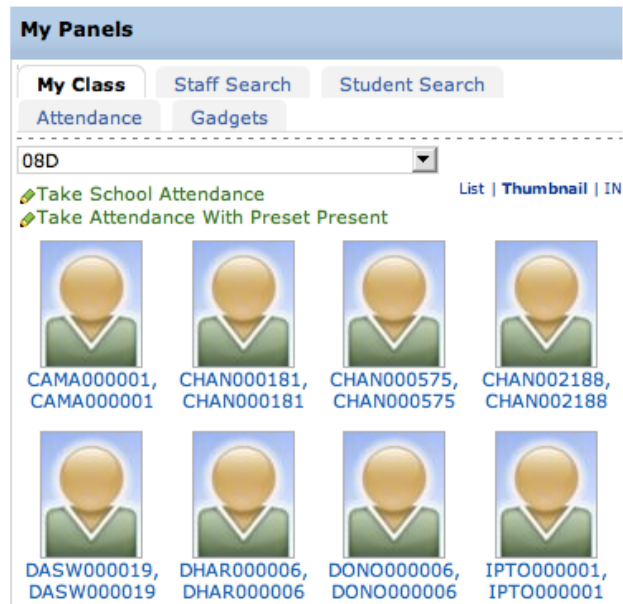 My Panels
My Class Staff Search Student Search
Attendance Gadgets
08D
Take School Attendance List | Thumbnail | IN
Take Attendance With Preset Present
CAMA000001, CHAN000181, CHAN000575, CHAN002188,
CAMA000001 CHAN000181 CHAN000575 CHAN002188
DASW000019, DHAR000006, DONO000006, IPTO000001,
DASW000019 DHAR000006 DONO000006 IPTO000001